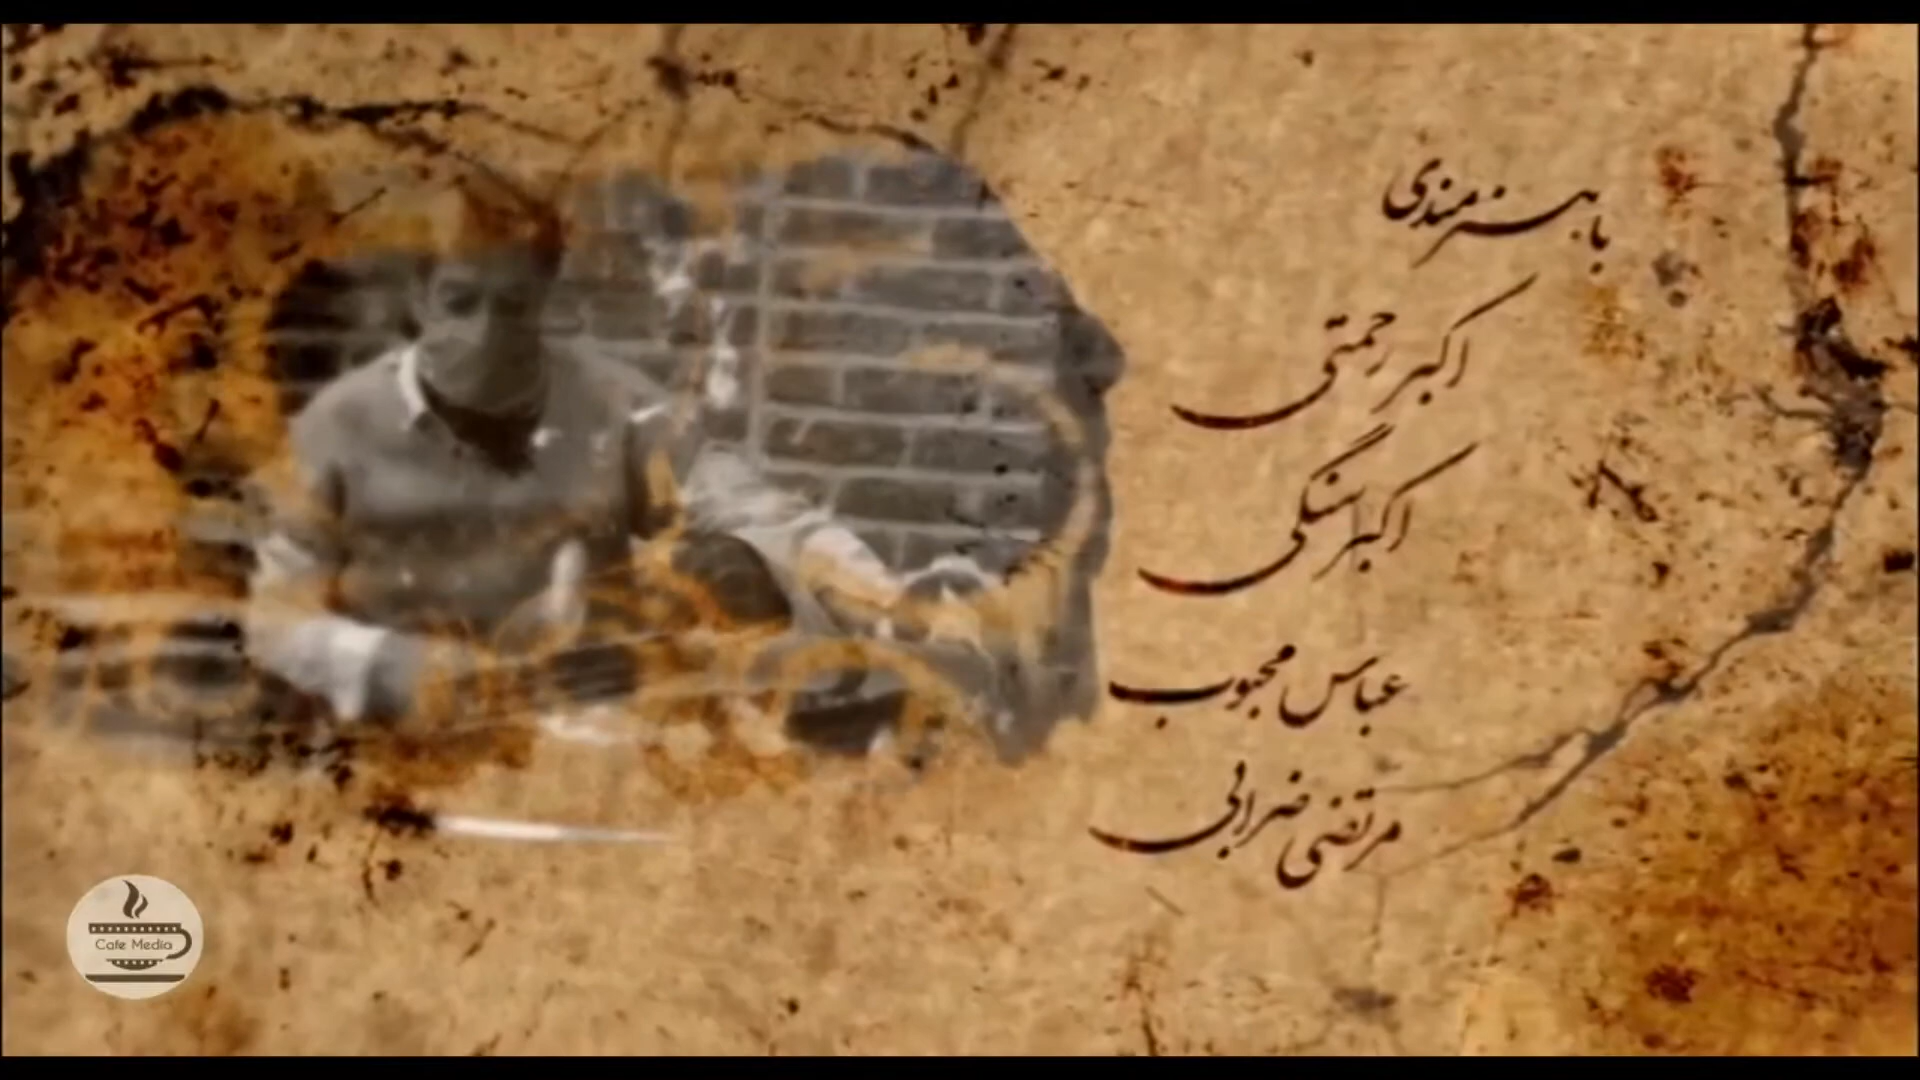 با هنرمندی
اکبر رحمتی
اکبر سنگی
عباس محبوب
مرتضی ضرابی
Cafe Media